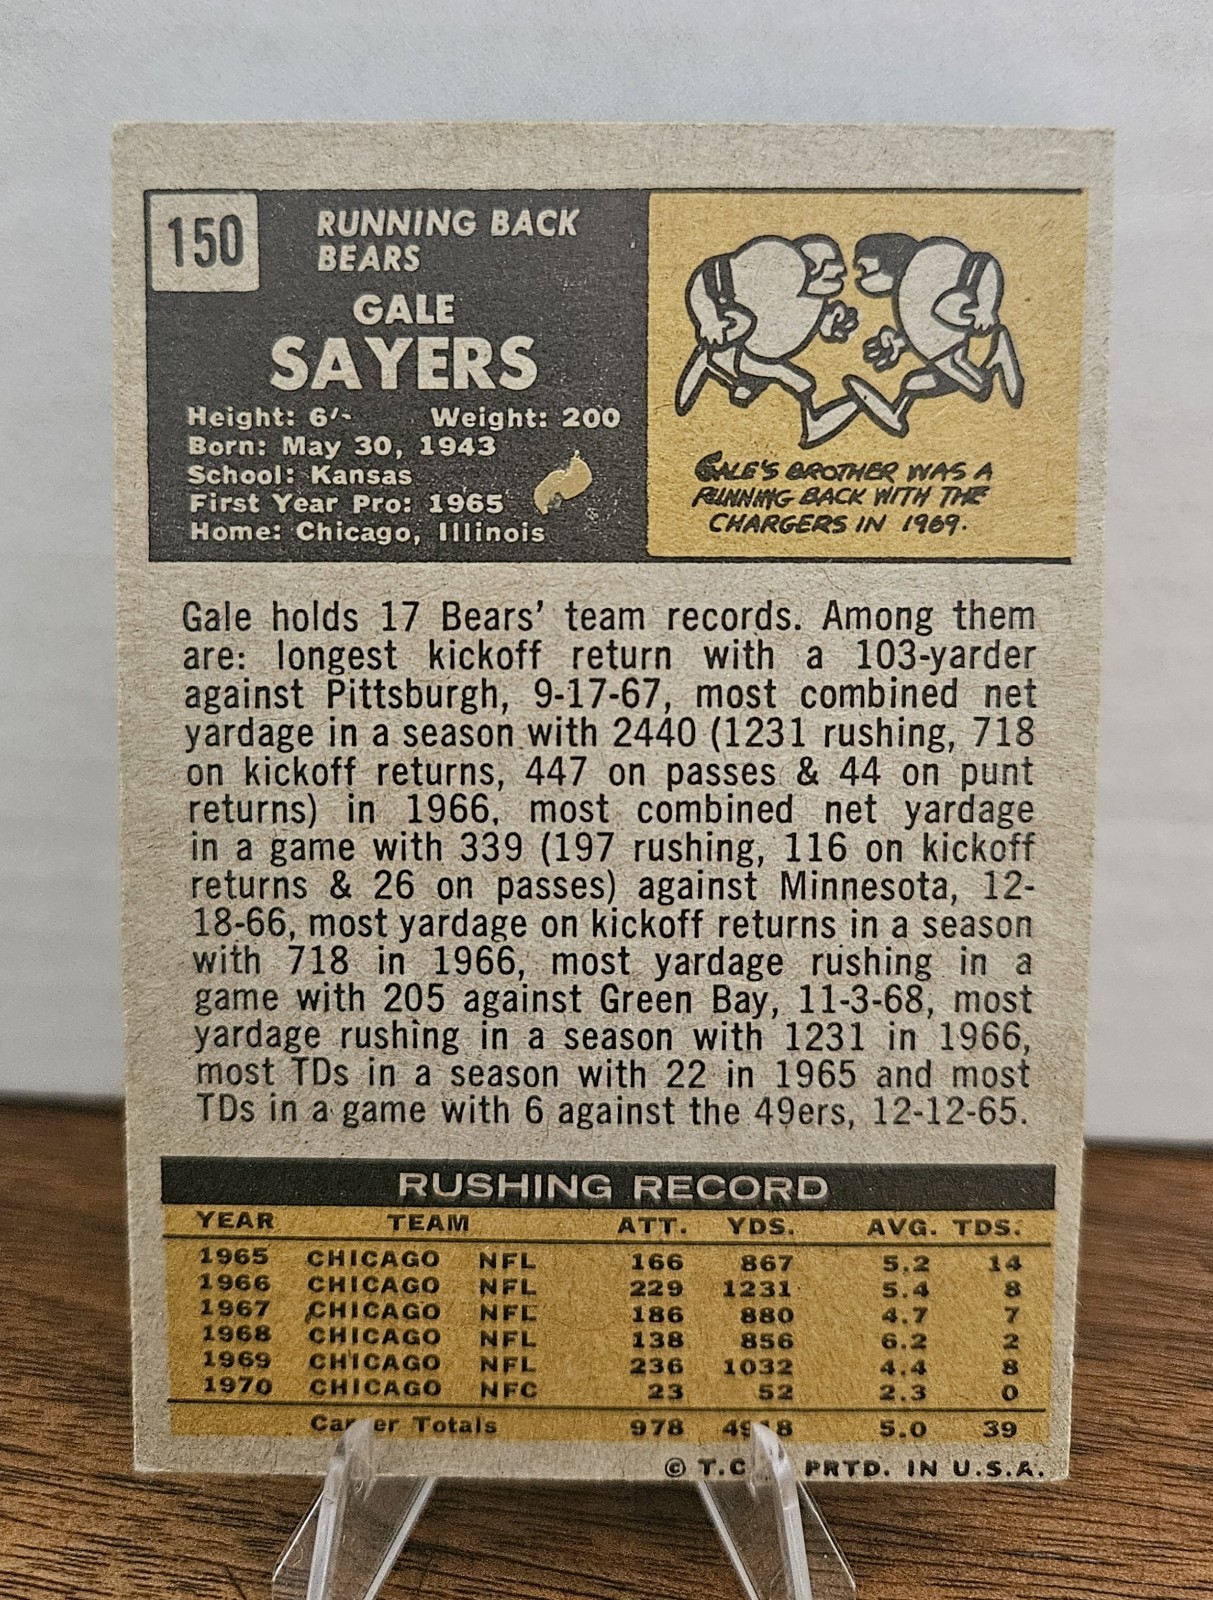 150
RUNNING BACK
BEARS
GALE
SAYERS
Height: 6'- Weight: 200
Born: May 30, 1943
School: Kansas
First Year Pro: 1965
Home: Chicago, Illinois
GALE'S BROTHER WAS A
RUNNING BACK WITH THE
CHARGERS IN 1969.
Gale holds 17 Bears' team records. Among them
are: longest kickoff return with a 103-yarder
against Pittsburgh, 9-17-67, most combined net
yardage in a season with 2440 (1231 rushing, 718
on kickoff returns, 447 on passes & 44 on punt
returns) in 1966, most combined net yardage
in a game with 339 (197 rushing, 116 on kickoff
returns & 26 on passes) against Minnesota, 12-
18-66, most yardage on kickoff returns in a season
with 718 in 1966, most yardage rushing in a
game with 205 against Green Bay, 11-3-68, most
yardage rushing in a season with 1231 in 1966,
most TDs in a season with 22 in 1965 and most
TDs in a game with 6 against the 49ers, 12-12-65.
RUSHING RECORD
YEAR TEAM ATT. YDS. AVG. TDS.
1965 CHICAGO NFL 166 867 5.2 14
1966 CHICAGO NFL 229 1231 5.4 8
1967 CHICAGO NFL 186 880 4.7 7
1968 CHICAGO NFL 138 856 6.2 2
1969 CHICAGO NFL 236 1032 4.4 8
1970 CHICAGO NFC 23 52 2.3 0
Career Totals 978 4918 5.0 39
© T.C. PRTD. IN U.S.A.